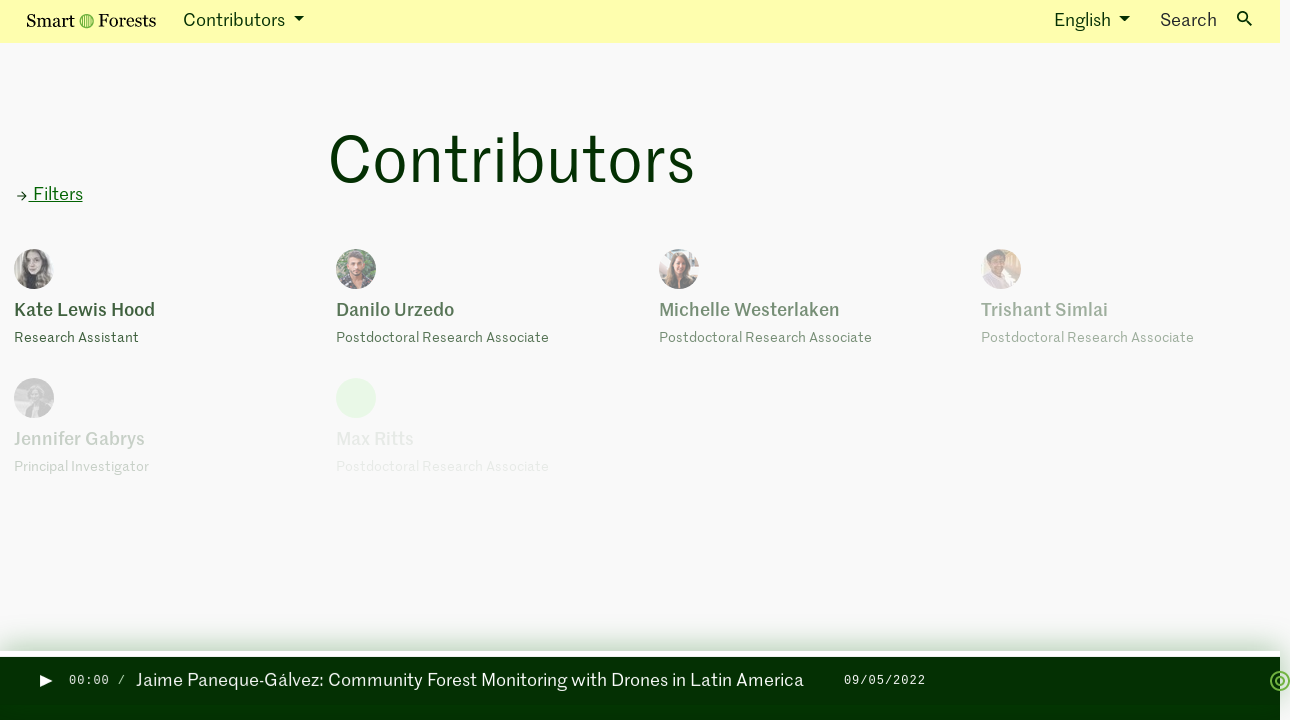 Smart Forests
Contributors
English
Search
Contributors
→ Filters
Kate Lewis Hood
Research Assistant
Danilo Urzedo
Postdoctoral Research Associate
Michelle Westerlaken
Postdoctoral Research Associate
Trishant Simlai
Postdoctoral Research Associate
Jennifer Gabrys
Principal Investigator
Max Ritts
Postdoctoral Research Associate
00:00 / Jaime Paneque-Gálvez: Community Forest Monitoring with Drones in Latin America 09/05/2022